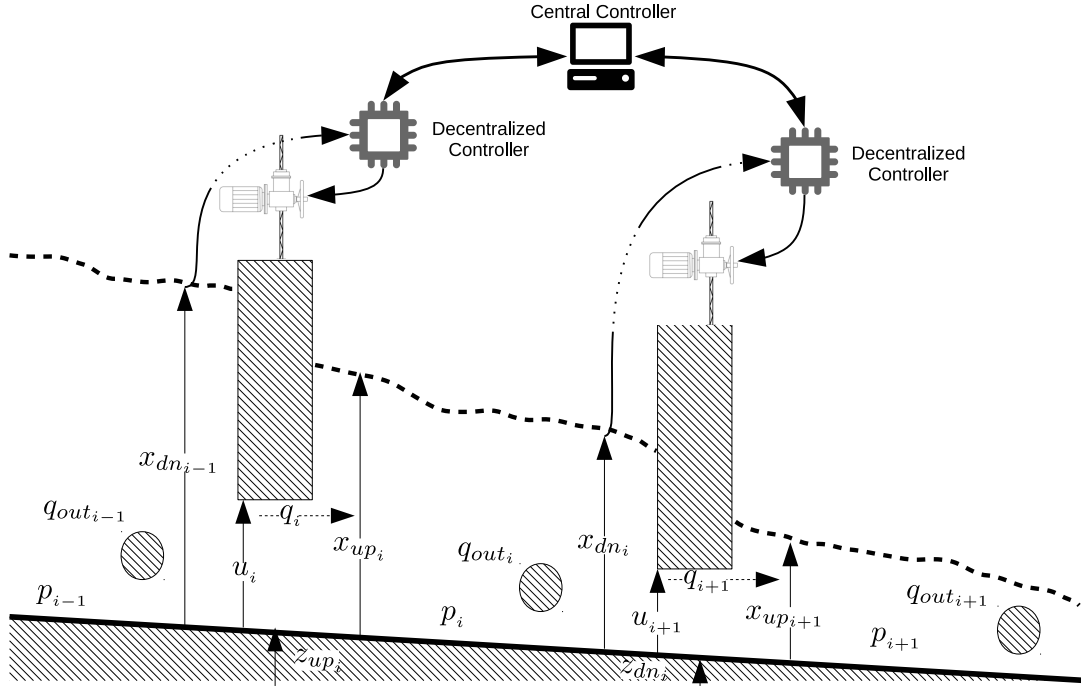 Central Controller
Decentralized
Controller
Decentralized
Controller
x_{dn_{i-1}}
q_{out_{i-1}}
q_i
x_{up_i}
u_i
p_{i-1}
z_{up_i}
q_{out_i}
p_i
x_{dn_i}
q_{i+1}
u_{i+1}
x_{up_{i+1}}
z_{dn_i}
q_{out_{i+1}}
p_{i+1}